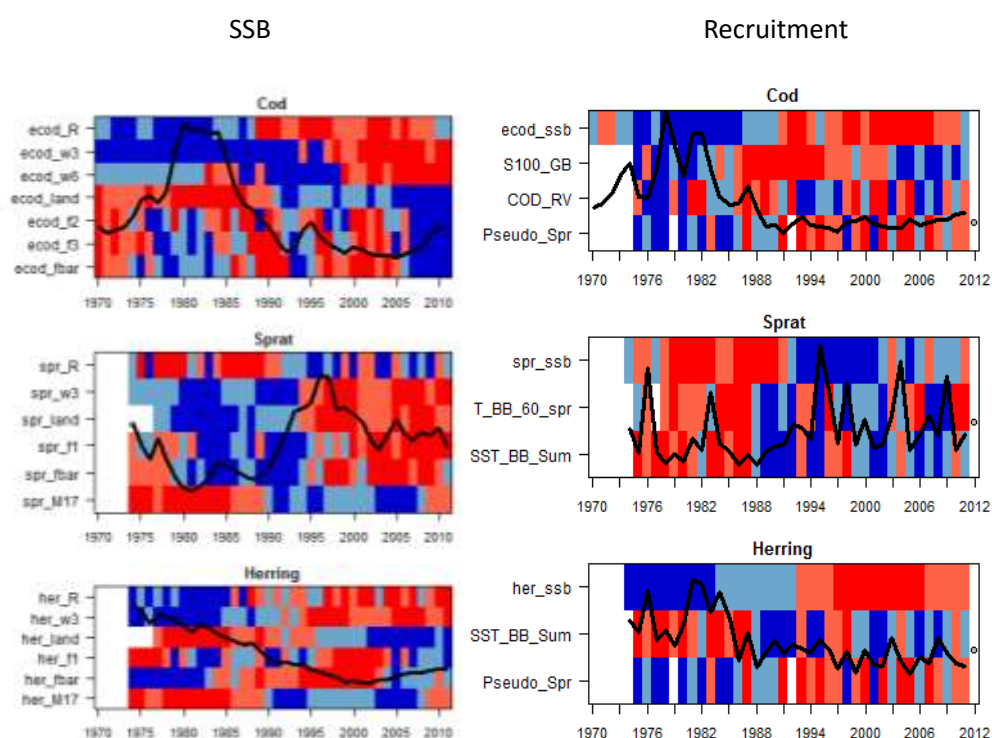 SSB
Recruitment
Cod
ecod_R
ecod_w3
ecod_w6
ecod_land
ecod_f2
ecod_f3
ecod_fbar
1970 1975 1980 1985 1990 1995 2000 2005 2010
Sprat
spr_R
spr_w3
spr_land
spr_f1
spr_fbar
spr_M17
1970 1975 1980 1985 1990 1995 2000 2005 2010
Herring
her_R
her_w3
her_land
her_f1
her_fbar
her_M17
1970 1975 1980 1985 1990 1995 2000 2005 2010
Cod
ecod_ssb
S100_GB
COD_RV
Pseudo_Spr
1970 1976 1982 1988 1994 2000 2006 2012
Sprat
spr_ssb
T_BB_60_spr
SST_BB_Sum
1970 1976 1982 1988 1994 2000 2006 2012
Herring
her_ssb
SST_BB_Sum
Pseudo_Spr
1970 1976 1982 1988 1994 2000 2006 2012